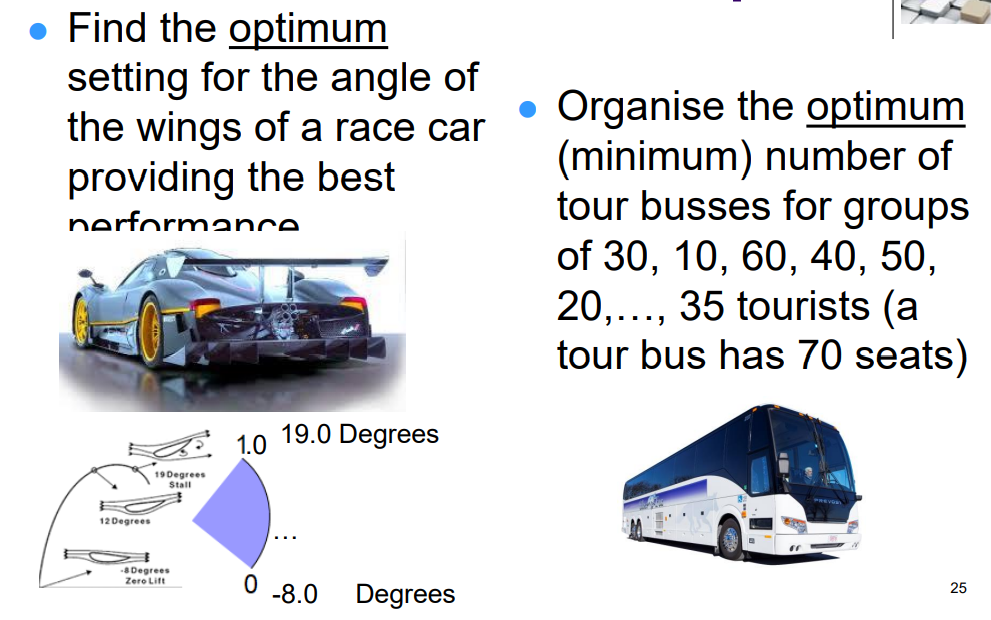 Find the optimum
setting for the angle of
the wings of a race car
providing the best
performance
Organise the optimum
(minimum) number of
tour busses for groups
of 30, 10, 60, 40, 50,
20,…, 35 tourists (a
tour bus has 70 seats)
1.0 19.0 Degrees
19 Degrees
Stall
12 Degrees
…
-8 Degrees
Zero Lift
0 -8.0 Degrees
PREVOST
25